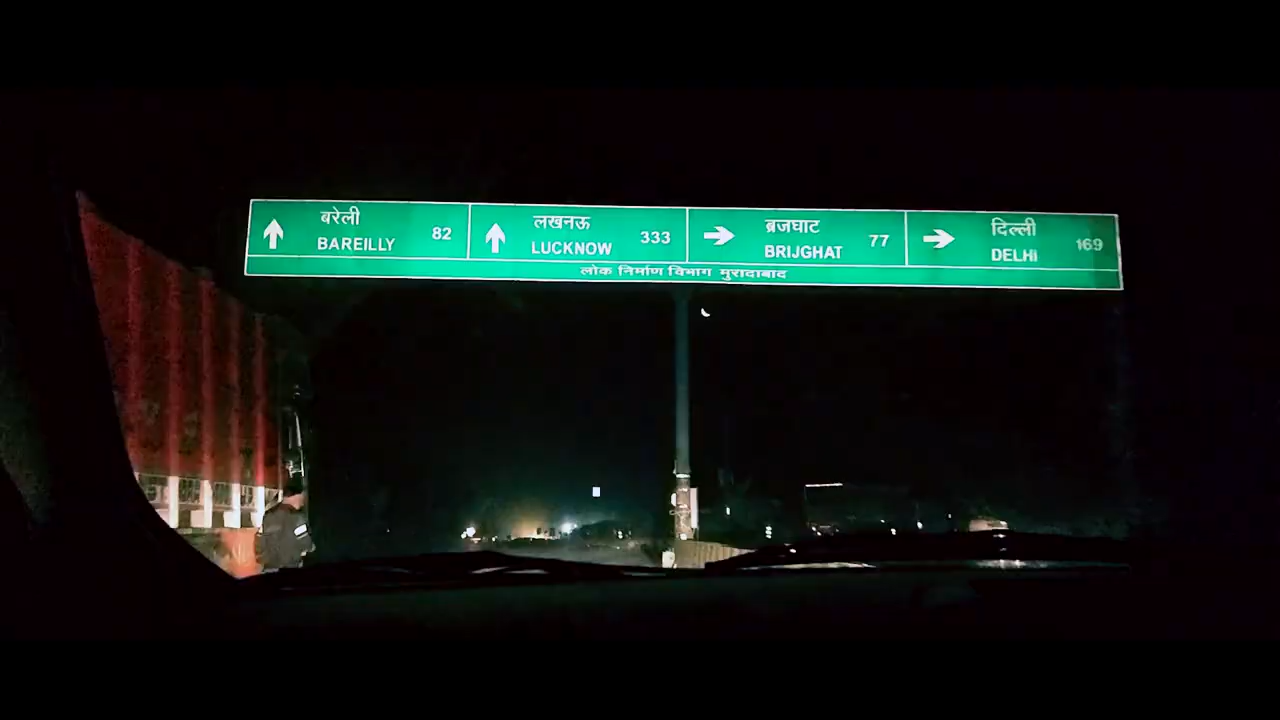 बरेली
BAREILLY 82
लखनऊ
LUCKNOW 333
ब्रजघाट
BRIJGHAT 77
दिल्ली
DELHI 169
लोक निर्माण विभाग मुरादाबाद